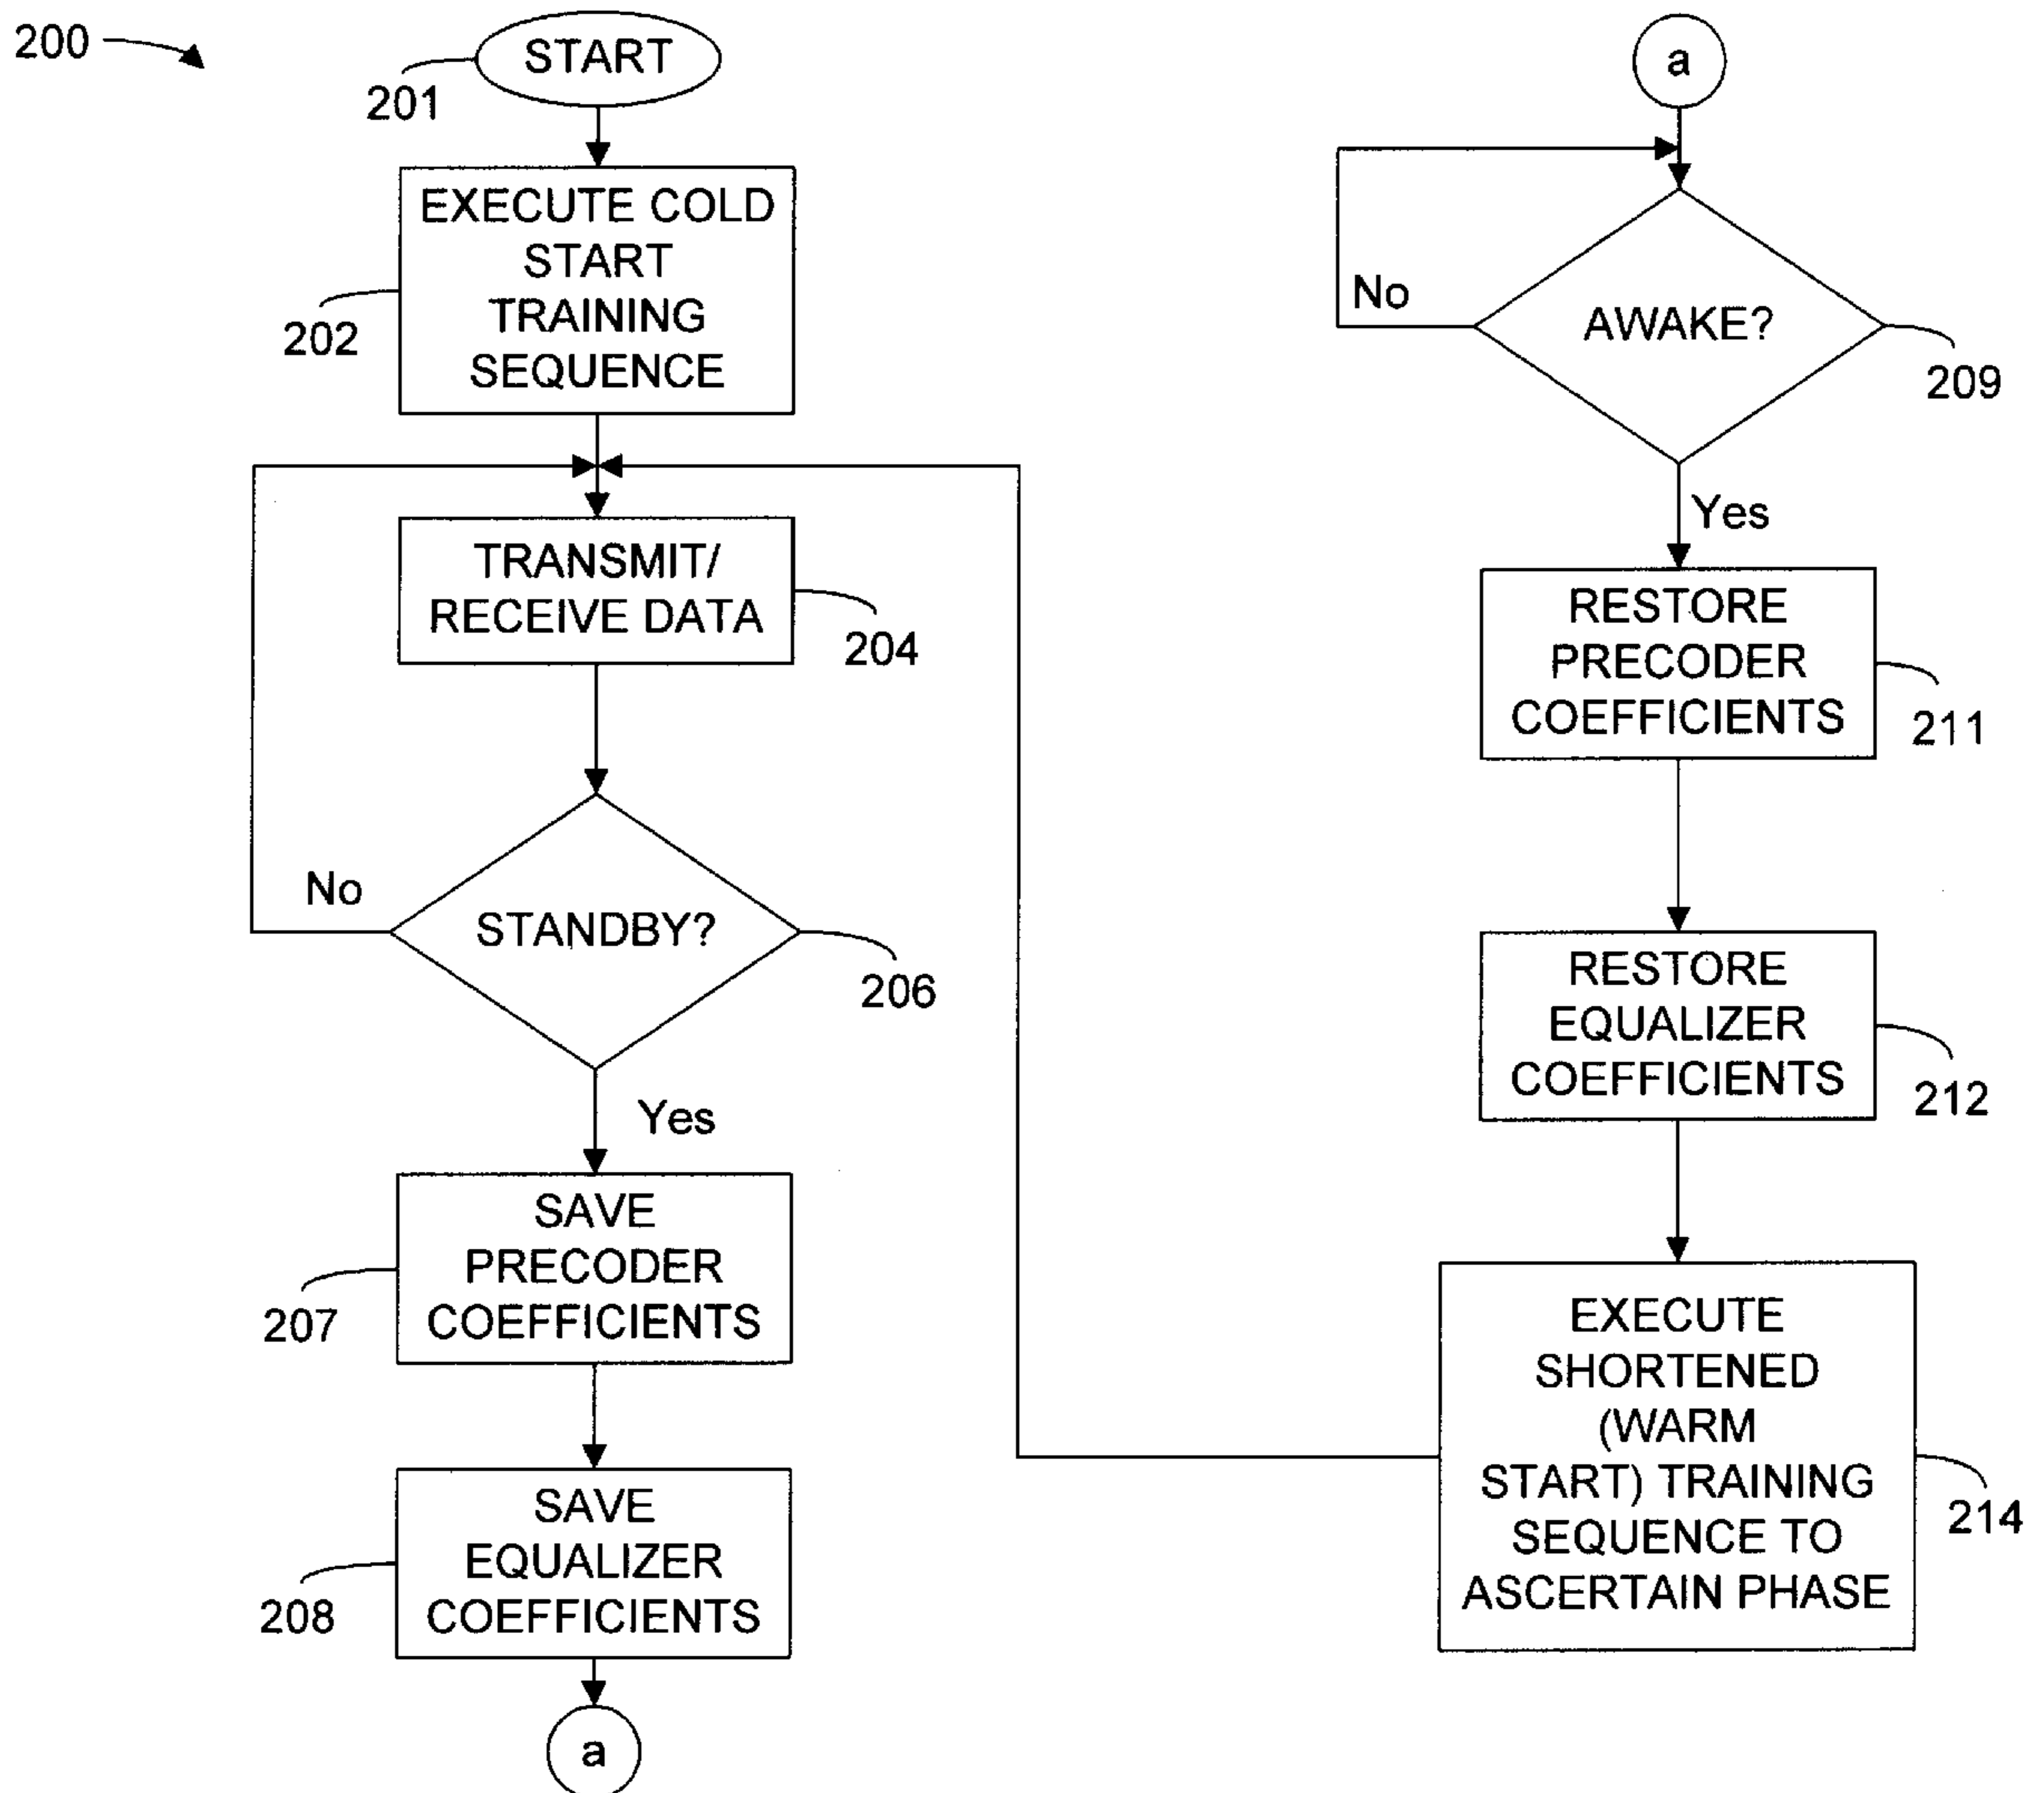 200
START
201
EXECUTE COLD
START
TRAINING
SEQUENCE
202
TRANSMIT/
RECEIVE DATA
204
No
STANDBY?
206
Yes
SAVE
PRECODER
COEFFICIENTS
207
SAVE
EQUALIZER
COEFFICIENTS
208
a
a
No
AWAKE?
209
Yes
RESTORE
PRECODER
COEFFICIENTS
211
RESTORE
EQUALIZER
COEFFICIENTS
212
EXECUTE
SHORTENED
(WARM
START) TRAINING
SEQUENCE TO
ASCERTAIN PHASE
214